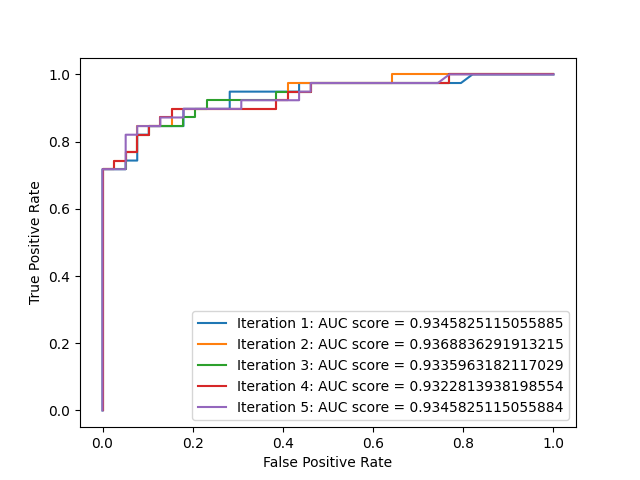 1.0
0.8
0.6
0.4
0.2
0.0
True Positive Rate
Iteration 1: AUC score = 0.9345825115055885
Iteration 2: AUC score = 0.9368836291913215
Iteration 3: AUC score = 0.9335963182117029
Iteration 4: AUC score = 0.9322813938198554
Iteration 5: AUC score = 0.9345825115055884
0.0 0.2 0.4 0.6 0.8 1.0
False Positive Rate